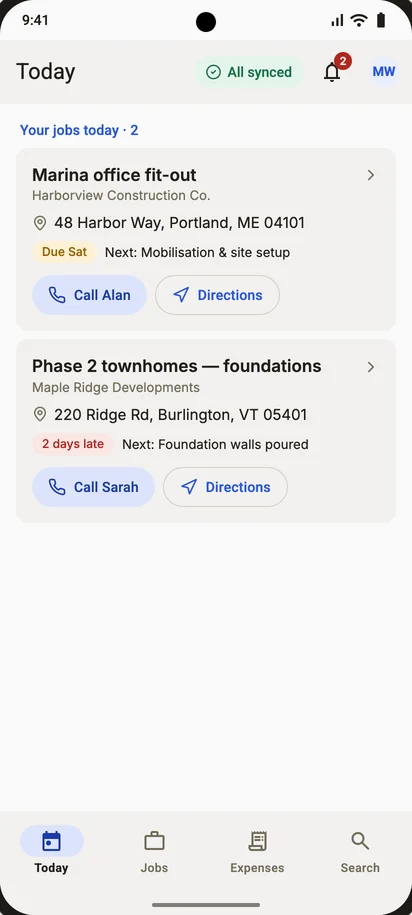 9:41
Today
All synced
2
MW
Your jobs today · 2
Marina office fit-out
Harborview Construction Co.
48 Harbor Way, Portland, ME 04101
Due Sat Next: Mobilisation & site setup
Call Alan Directions
Phase 2 townhomes — foundations
Maple Ridge Developments
220 Ridge Rd, Burlington, VT 05401
2 days late Next: Foundation walls poured
Call Sarah Directions
Today Jobs Expenses Search